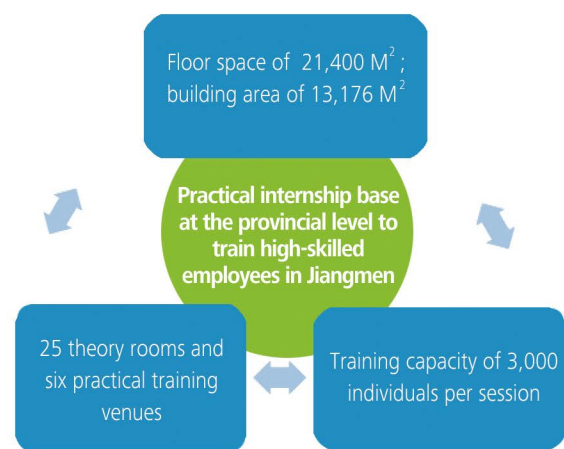 Floor space of 21,400 M²;
building area of 13,176 M²
Practical internship base
at the provincial level to
train high-skilled
employees in Jiangmen
25 theory rooms and
six practical training
venues
Training capacity of 3,000
individuals per session